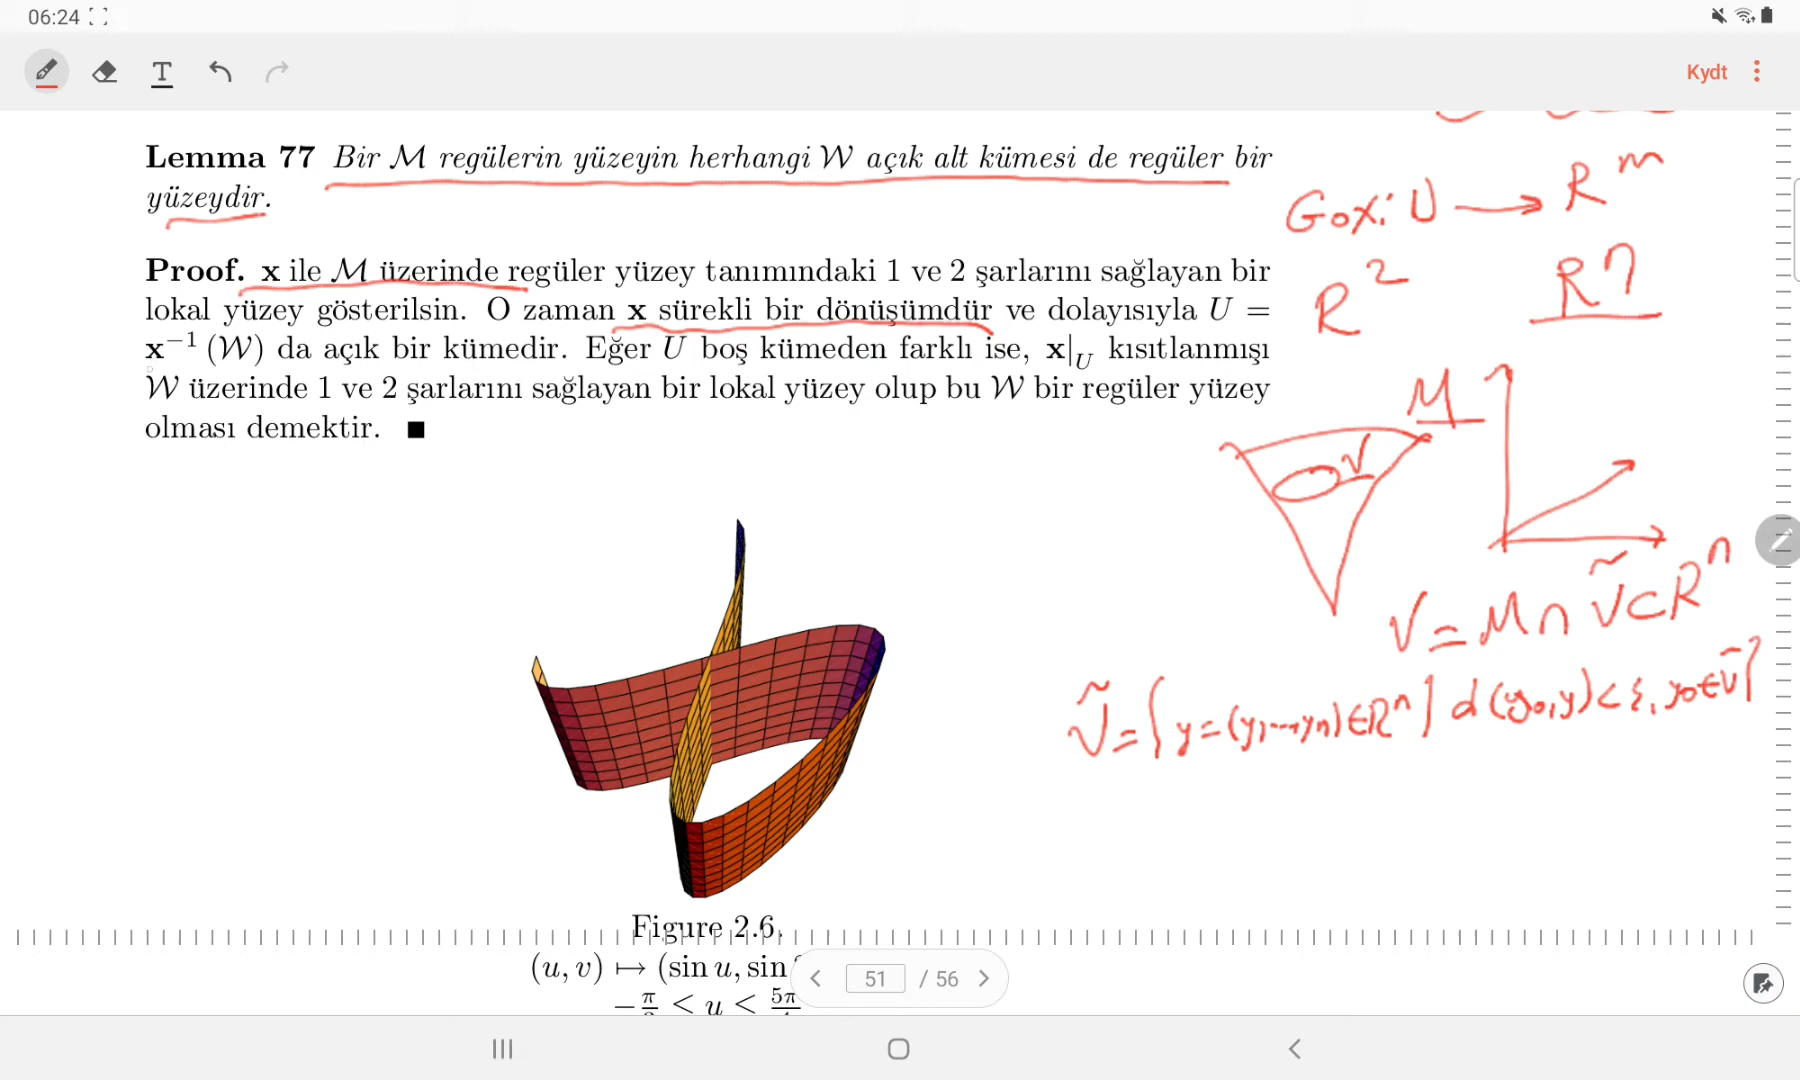 06:24
T
Kydt
Lemma 77 Bir M regülerin yüzeyin herhangi W açık alt kümesi de regüler bir
yüzeydir.
Proof. x ile M üzerinde regüler yüzey tanımındaki 1 ve 2 şarlarını sağlayan bir
lokal yüzey gösterilsin. O zaman x sürekli bir dönüşümdür ve dolayısıyla U =
x⁻¹ (W) da açık bir kümedir. Eğer U boş kümeden farklı ise, x|_U kısıtlanmışı
W üzerinde 1 ve 2 şarlarını sağlayan bir lokal yüzey olup bu W bir regüler yüzey
olması demektir. ■
Gox: U → R^m
R² R^n
M
V
V = M ∩ Ṽ ⊂ R^n
Ṽ = { y = (y₁...,yn) ∈ R^n | d(y₀,y) < ε, y₀ ∈ Ṽ }
Figure 2.6.
(u, v) ↦ (sin u, sin
− π < u < 5π
51 / 56